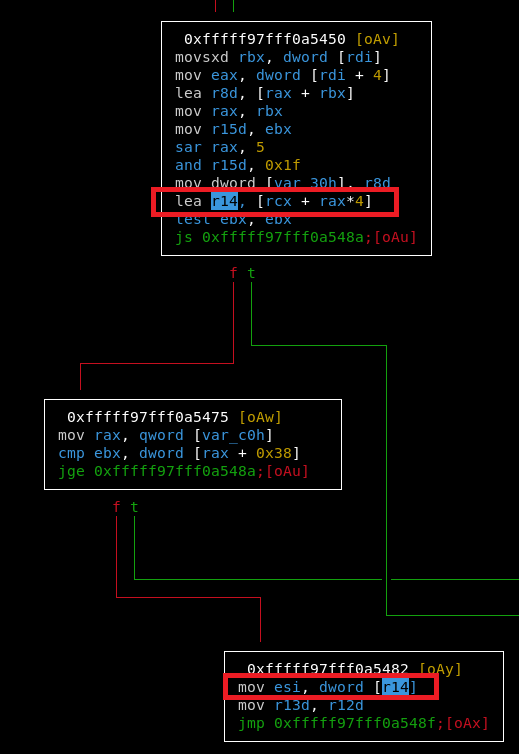 0xfffff97fff0a5450 [oAv]
movsxd rbx, dword [rdi]
mov eax, dword [rdi + 4]
lea r8d, [rax + rbx]
mov rax, rbx
mov r15d, ebx
sar rax, 5
and r15d, 0x1f
mov dword [var_30h], r8d
lea r14, [rcx + rax*4]
test ebx, ebx
js 0xfffff97fff0a548a;[oAu]
f t
0xfffff97fff0a5475 [oAw]
mov rax, qword [var_c0h]
cmp ebx, dword [rax + 0x38]
jge 0xfffff97fff0a548a;[oAu]
f t
0xfffff97fff0a5482 [oAy]
mov esi, dword [r14]
mov r13d, r12d
jmp 0xfffff97fff0a548f;[oAx]